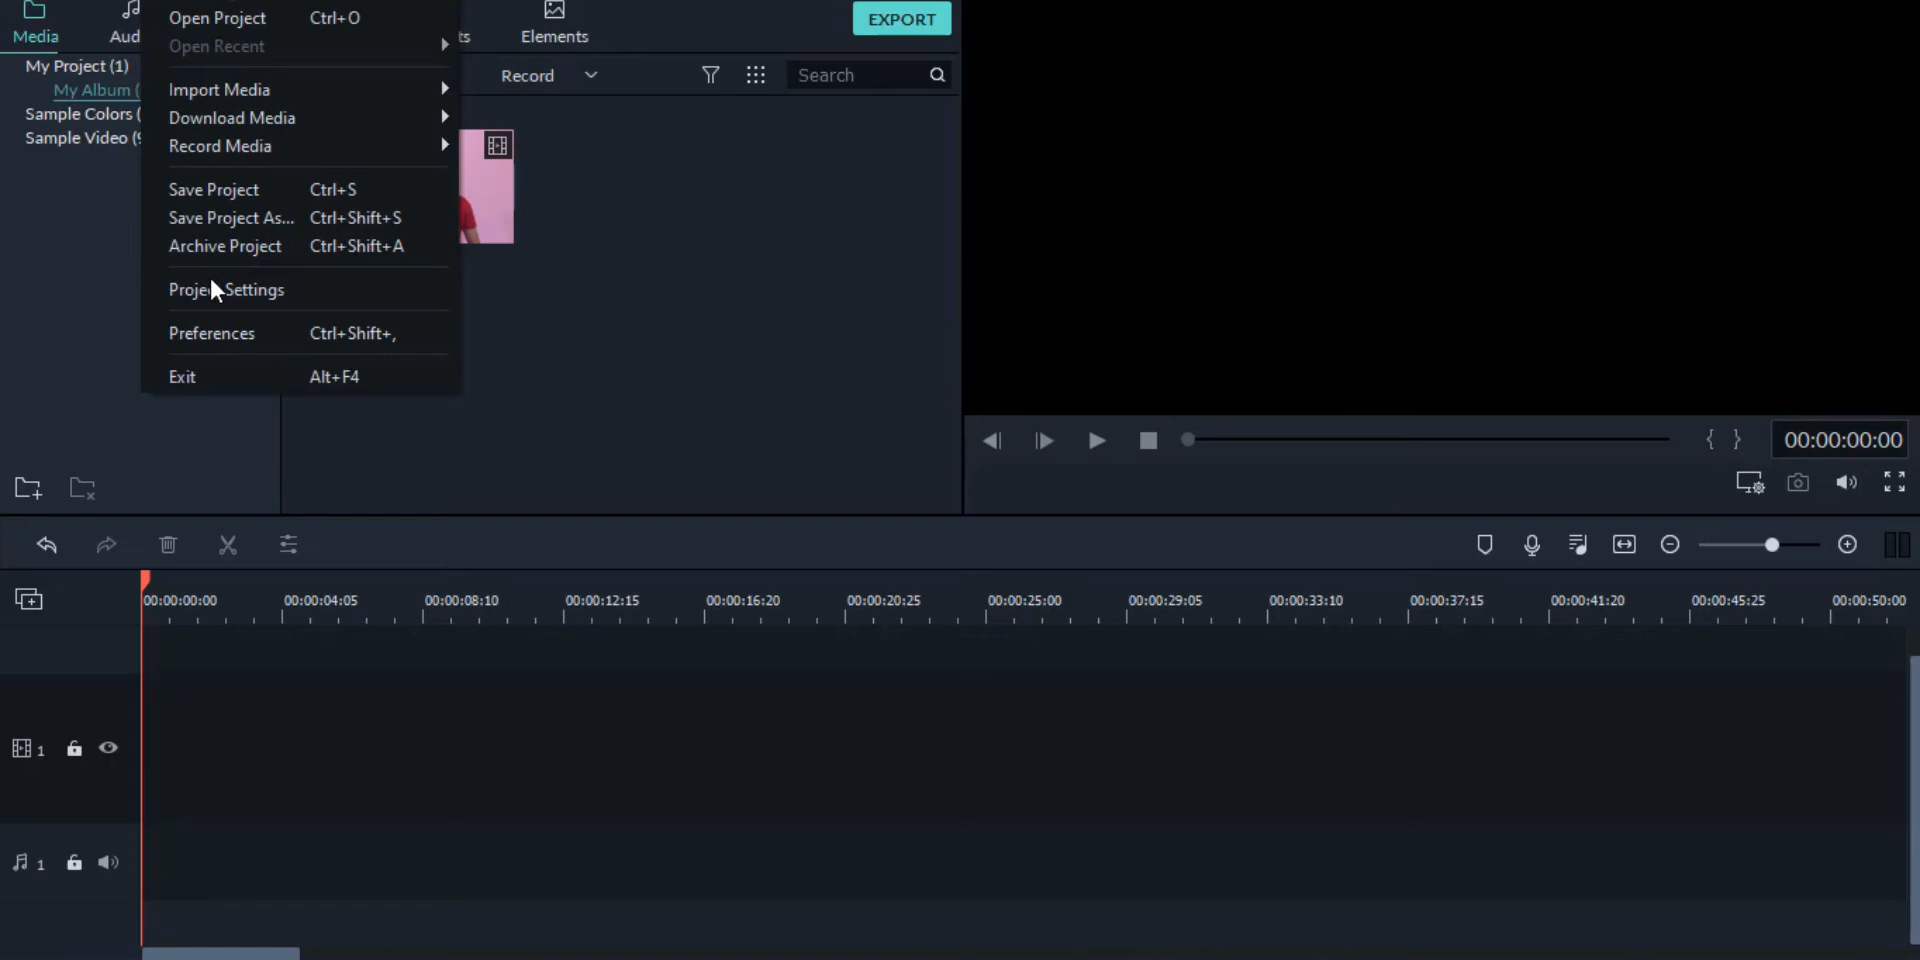 Open Project Ctrl+O
Media
Aud
Open Recent
ts
Elements
EXPORT
My Project (1)
My Album (
Sample Colors (
Sample Video (9
Record
Search
Import Media
Download Media
Record Media
Save Project Ctrl+S
Save Project As... Ctrl+Shift+S
Archive Project Ctrl+Shift+A
Project Settings
Preferences Ctrl+Shift+,
Exit Alt+F4
{ } 00:00:00:00
00:00:00:00 00:00:04:05 00:00:08:10 00:00:12:15 00:00:16:20 00:00:20:25 00:00:25:00 00:00:29:05 00:00:33:10 00:00:37:15 00:00:41:20 00:00:45:25 00:00:50:00
1
1